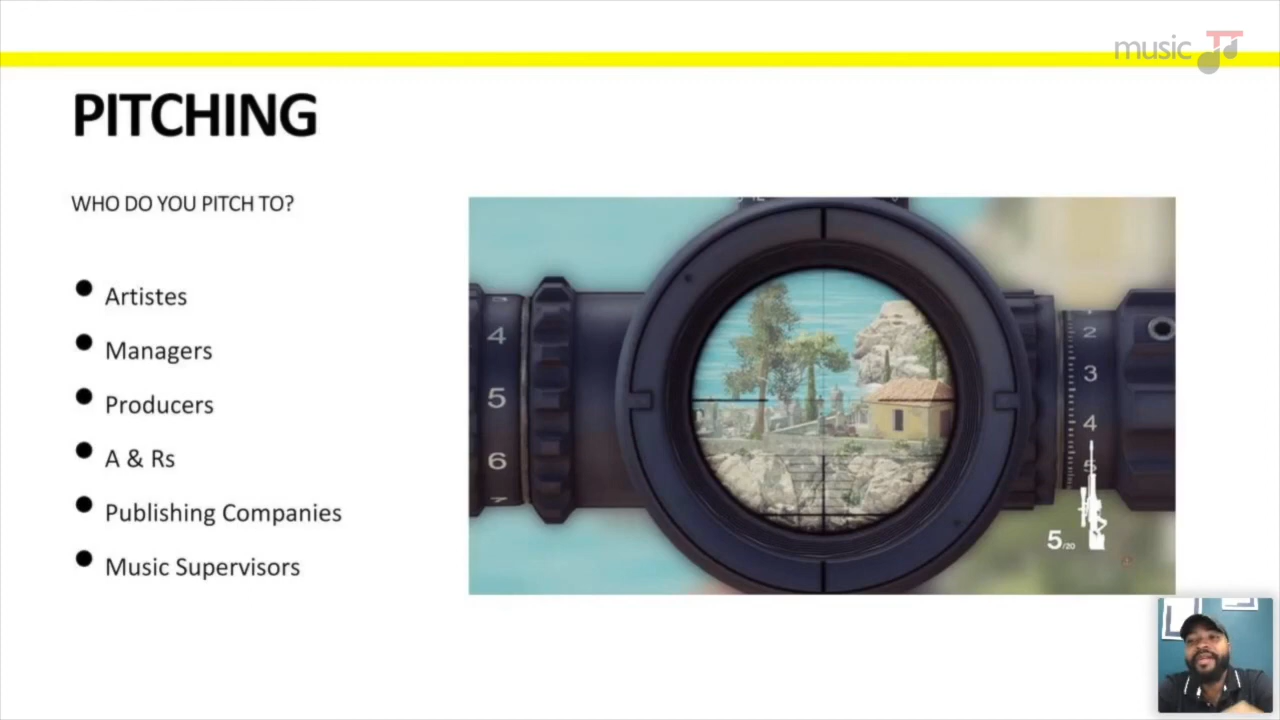 music TT
PITCHING
WHO DO YOU PITCH TO?
Artistes
Managers
Producers
A & Rs
Publishing Companies
Music Supervisors
4
5
6
2
3
4
5
5/20